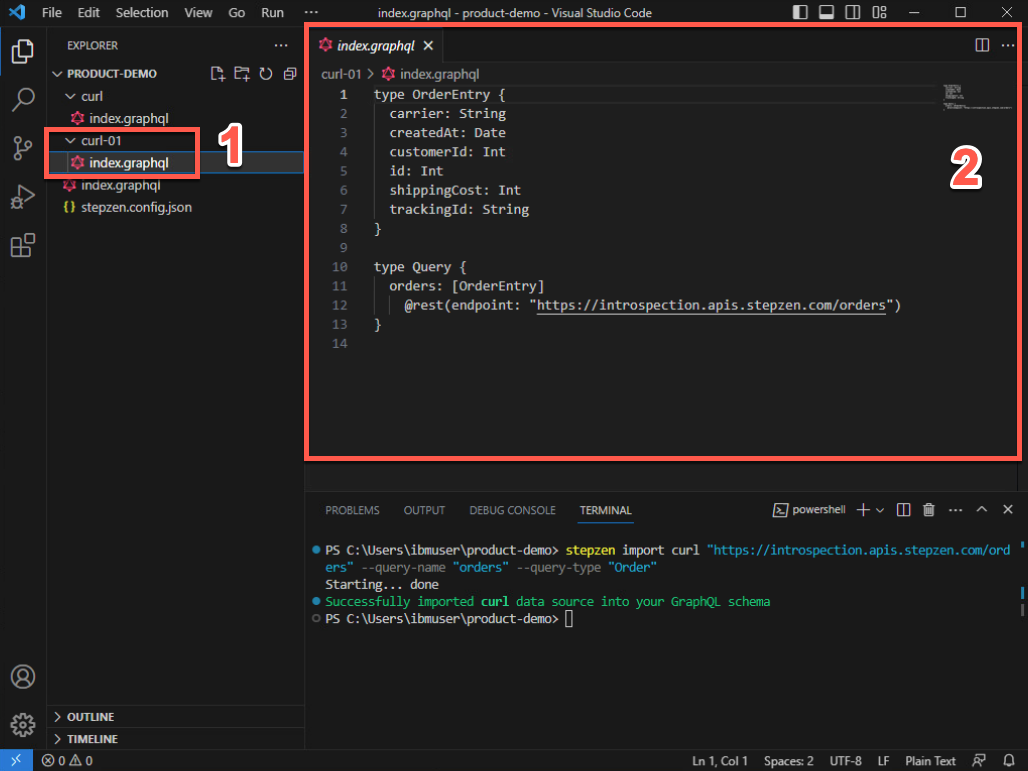 File Edit Selection View Go Run ··· index.graphql - product-demo - Visual Studio Code
EXPLORER ···
PRODUCT-DEMO
curl
index.graphql
curl-01
index.graphql
index.graphql
{} stepzen.config.json
1
index.graphql
curl-01 > index.graphql
1 type OrderEntry {
2 carrier: String
3 createdAt: Date
4 customerId: Int
5 id: Int
6 shippingCost: Int
7 trackingId: String
8 }
9
10 type Query {
11 orders: [OrderEntry]
12 @rest(endpoint: "https://introspection.apis.stepzen.com/orders")
13 }
14
2
PROBLEMS OUTPUT DEBUG CONSOLE TERMINAL powershell
PS C:\Users\ibmuser\product-demo> stepzen import curl "https://introspection.apis.stepzen.com/ord
ers" --query-name "orders" --query-type "Order"
Starting... done
Successfully imported curl data source into your GraphQL schema
PS C:\Users\ibmuser\product-demo>
OUTLINE
TIMELINE
0 0 Ln 1, Col 1 Spaces: 2 UTF-8 LF Plain Text